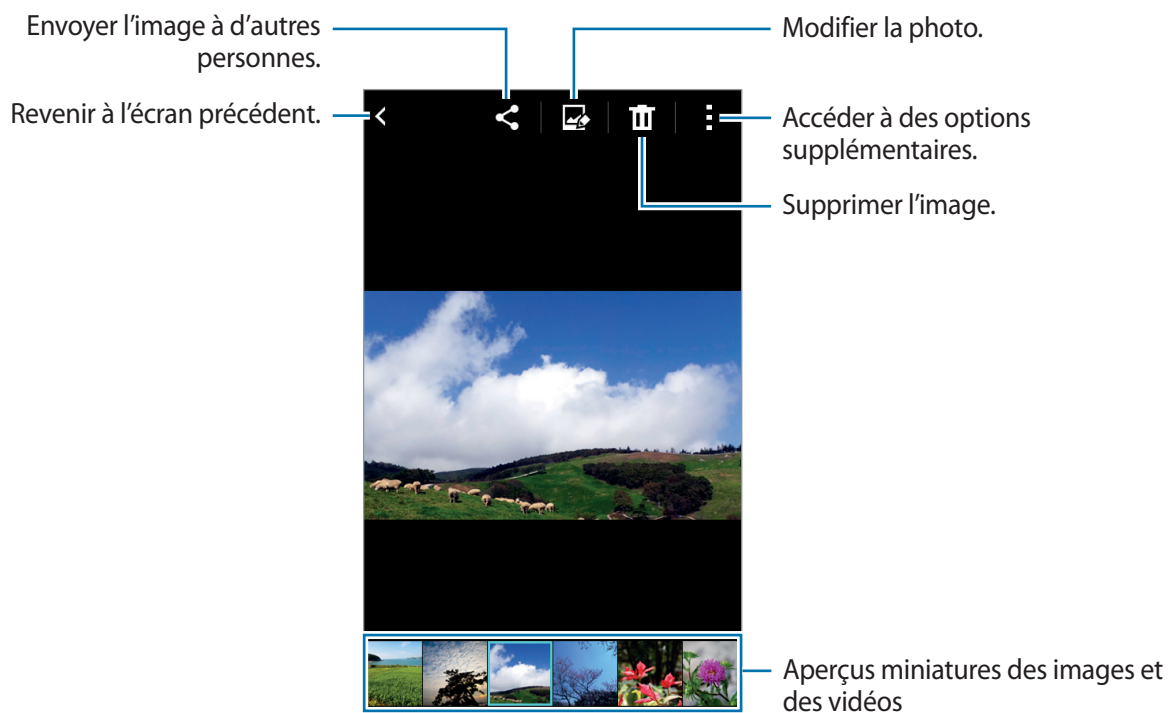 Envoyer l'image à d'autres
personnes.
Modifier la photo.
Revenir à l'écran précédent.
Accéder à des options
supplémentaires.
Supprimer l'image.
Aperçus miniatures des images et
des vidéos